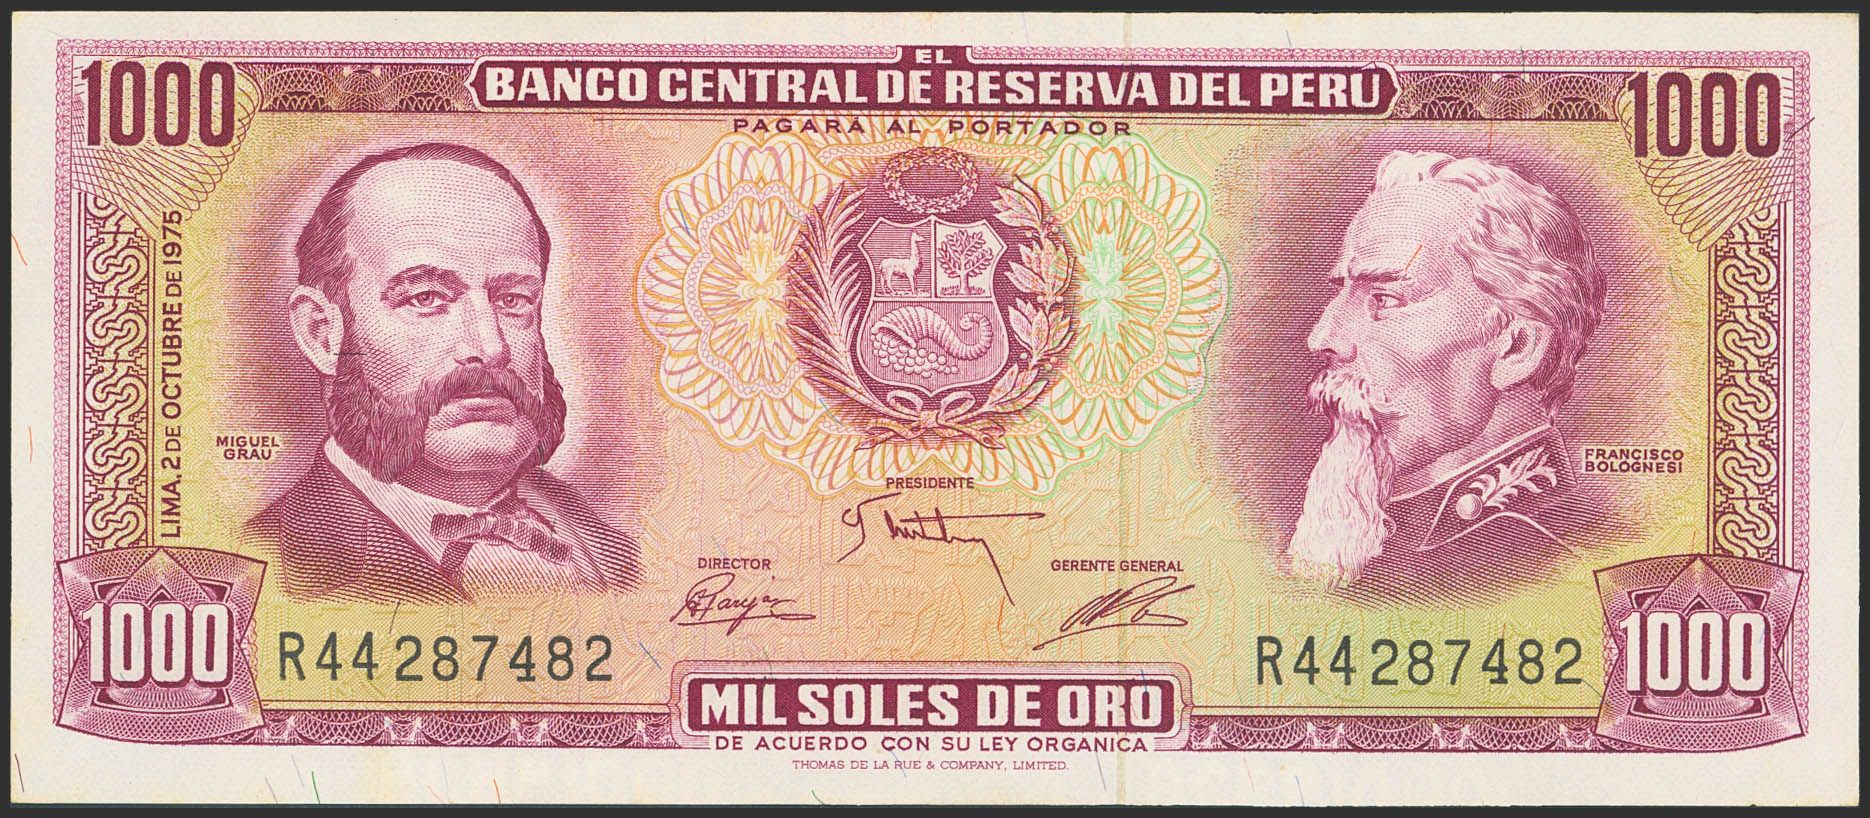 EL
BANCO CENTRAL DE RESERVA DEL PERÚ
PAGARÁ AL PORTADOR
1000
1000
LIMA. 2 DE OCTUBRE DE 1975
MIGUEL
GRAU
FRANCISCO
BOLOGNESI
PRESIDENTE
DIRECTOR
GERENTE GENERAL
1000
R44287482
R44287482
1000
MIL SOLES DE ORO
DE ACUERDO CON SU LEY ORGANICA
THOMAS DE LA RUE & COMPANY, LIMITED.